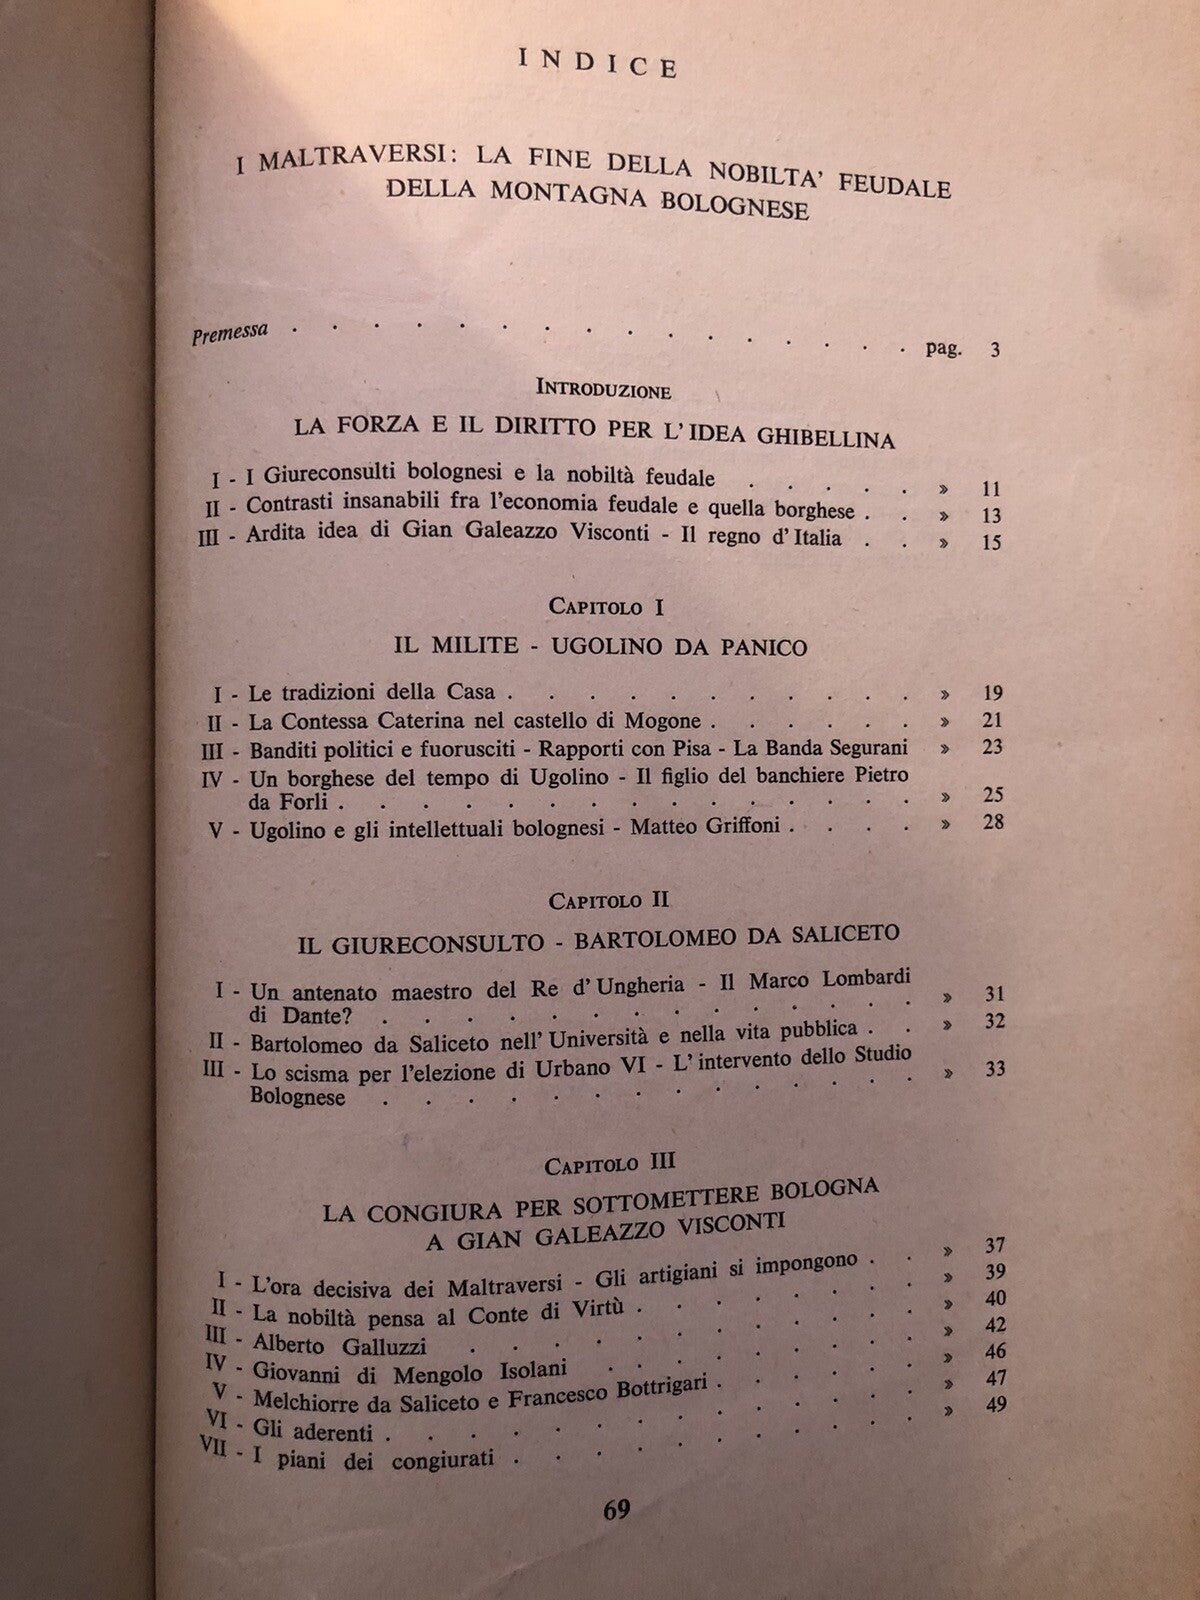 INDICE
I MALTRAVERSI: LA FINE DELLA NOBILTA' FEUDALE
DELLA MONTAGNA BOLOGNESE
Premessa . . . . . . . . . . . . . . . pag. 3
INTRODUZIONE
LA FORZA E IL DIRITTO PER L'IDEA GHIBELLINA
I - I Giureconsulti bolognesi e la nobiltà feudale . . . . . » 11
II - Contrasti insanabili fra l'economia feudale e quella borghese . . » 13
III - Ardita idea di Gian Galeazzo Visconti - Il regno d'Italia . . » 15
CAPITOLO I
IL MILITE - UGOLINO DA PANICO
I - Le tradizioni della Casa . . . . . . . . . . . » 19
II - La Contessa Caterina nel castello di Mogone . . . . . . » 21
III - Banditi politici e fuorusciti - Rapporti con Pisa - La Banda Segurani » 23
IV - Un borghese del tempo di Ugolino - Il figlio del banchiere Pietro
da Forli . . . . . . . . . . . . . . . » 25
V - Ugolino e gli intellettuali bolognesi - Matteo Griffoni . . . . » 28
CAPITOLO II
IL GIURECONSULTO - BARTOLOMEO DA SALICETO
I - Un antenato maestro del Re d'Ungheria - Il Marco Lombardi
di Dante? . . . . . . . . . . . . . » 31
II - Bartolomeo da Saliceto nell'Università e nella vita pubblica . . » 32
III - Lo scisma per l'elezione di Urbano VI - L'intervento dello Studio
Bolognese . . . . . . . . . . . . . » 33
CAPITOLO III
LA CONGIURA PER SOTTOMETTERE BOLOGNA
A GIAN GALEAZZO VISCONTI
I - L'ora decisiva dei Maltraversi - Gli artigiani si impongono . . » 37
II - La nobiltà pensa al Conte di Virtù . . . . . . . » 39
III - Alberto Galluzzi . . . . . . . . . . . » 40
IV - Giovanni di Mengolo Isolani . . . . . . . . » 42
V - Melchiorre da Saliceto e Francesco Bottrigari . . . . . » 46
VI - Gli aderenti . . . . . . . . . . . . . » 47
VII - I piani dei congiurati . . . . . . . . . . » 49
69